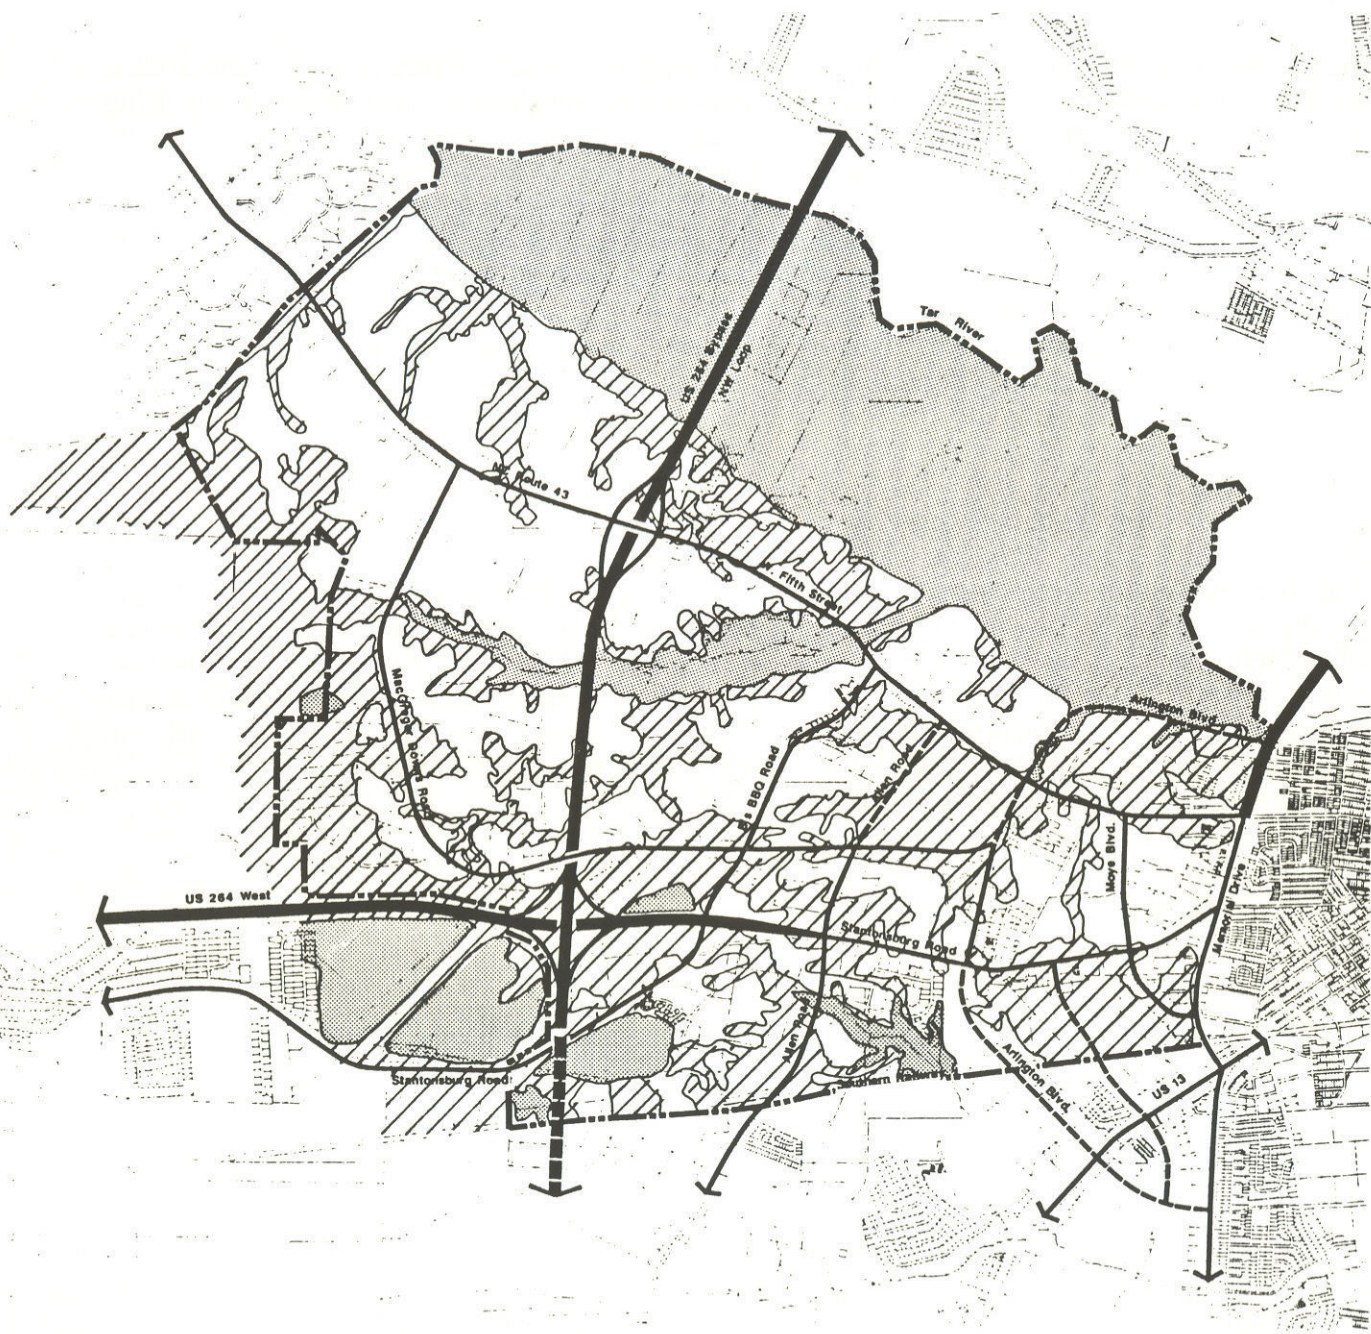 Tar River
US 264 Bypass
NW Loop
NC Route 43
W Fifth Street
Arlington Blvd.
MacGregor Downs Road
B's BBQ Road
Allen Road
Moye Blvd.
Memorial Drive
US 264 West
Stantonsburg Road
Allen Road
Stantonsburg Road
Southern Railway
Arlington Blvd.
US 13